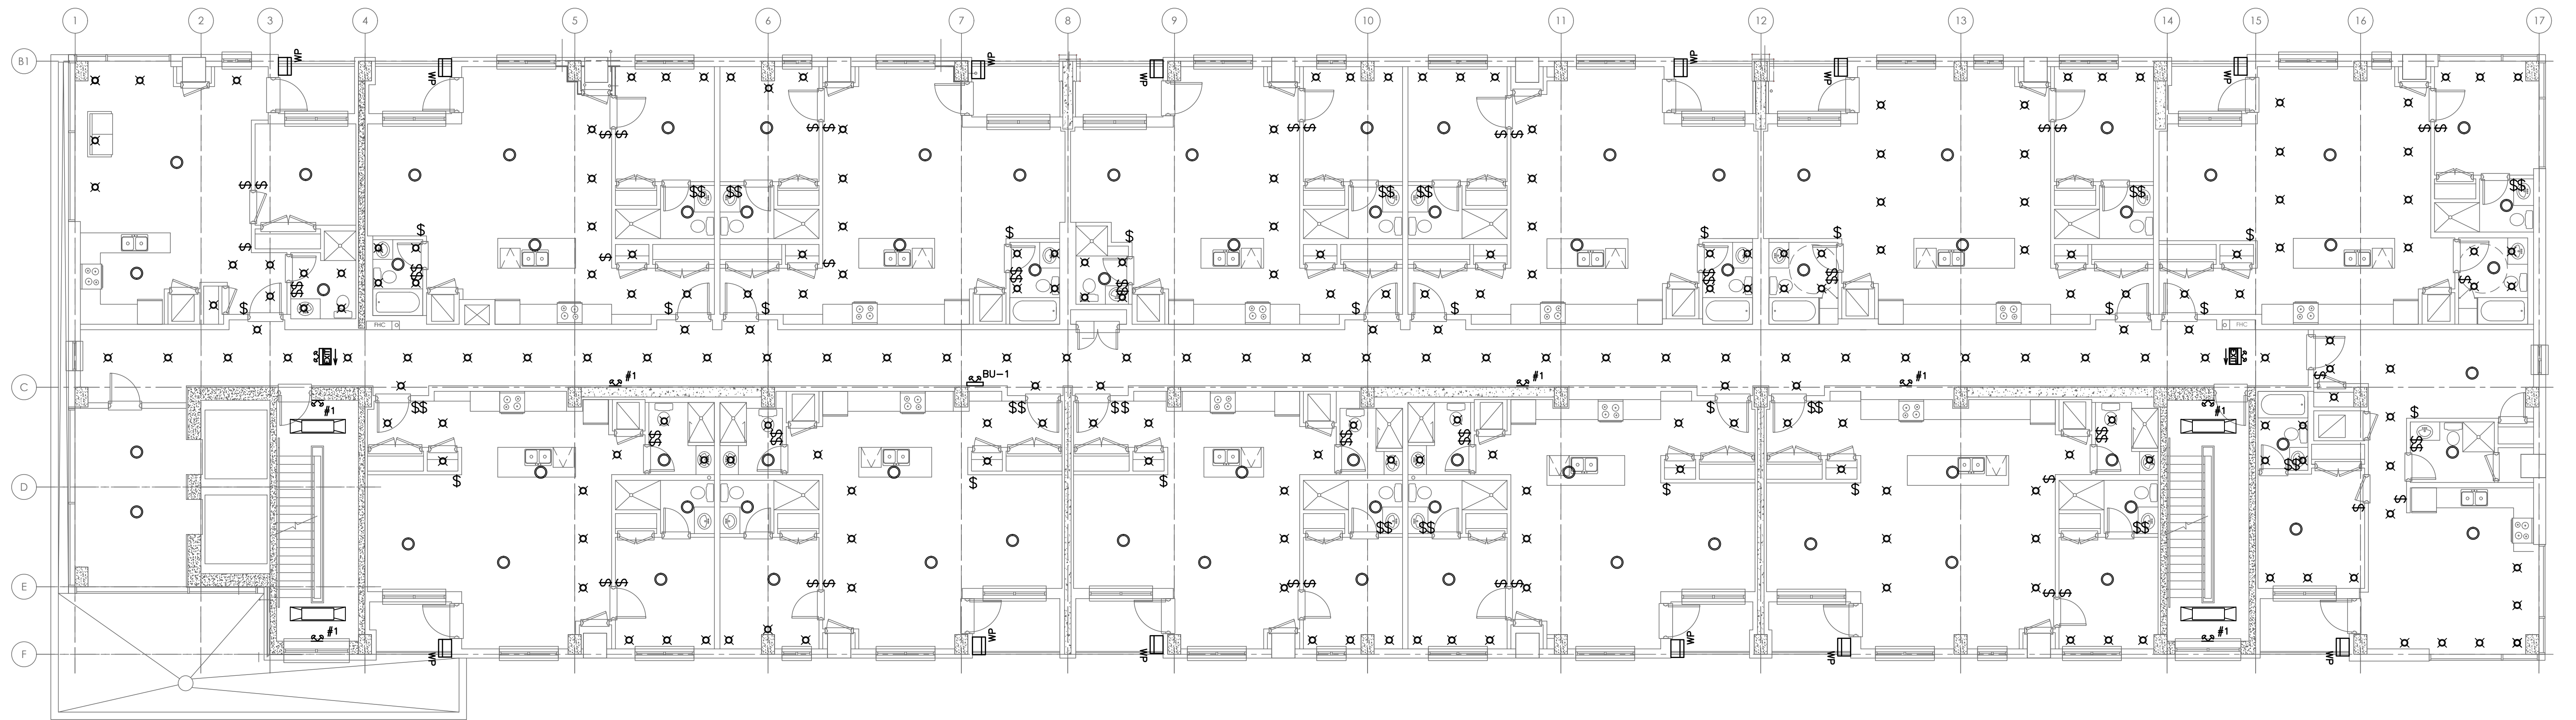 1 2 3 4 5 6 7 8 9 10 11 12 13 14 15 16 17
B1
WP WP WP WP WP WP WP
$ $ $ $ $ $ $ $ $ $ $ $ $ $
$ $
$$ $$ $$ $$ $$ $$
$ $ $ $ $ $ $
$ $ $
$$ $$ $$ $$ $$
$$
$ $ $ $ $ $ $
FHC FHC
EXIT EXIT
C
#1 BU-1 #1 #1
#1 $$ $$ $$ $$ $$ #1
$
$$ $$ $$ $$ $$ $$
$$
D
$ $ $ $ $ $ $
$ $
$$ $$ $$
E
$ $ $ $ $ $ $ $ $ $
#1 #1
F
WP WP WP WP WP WP